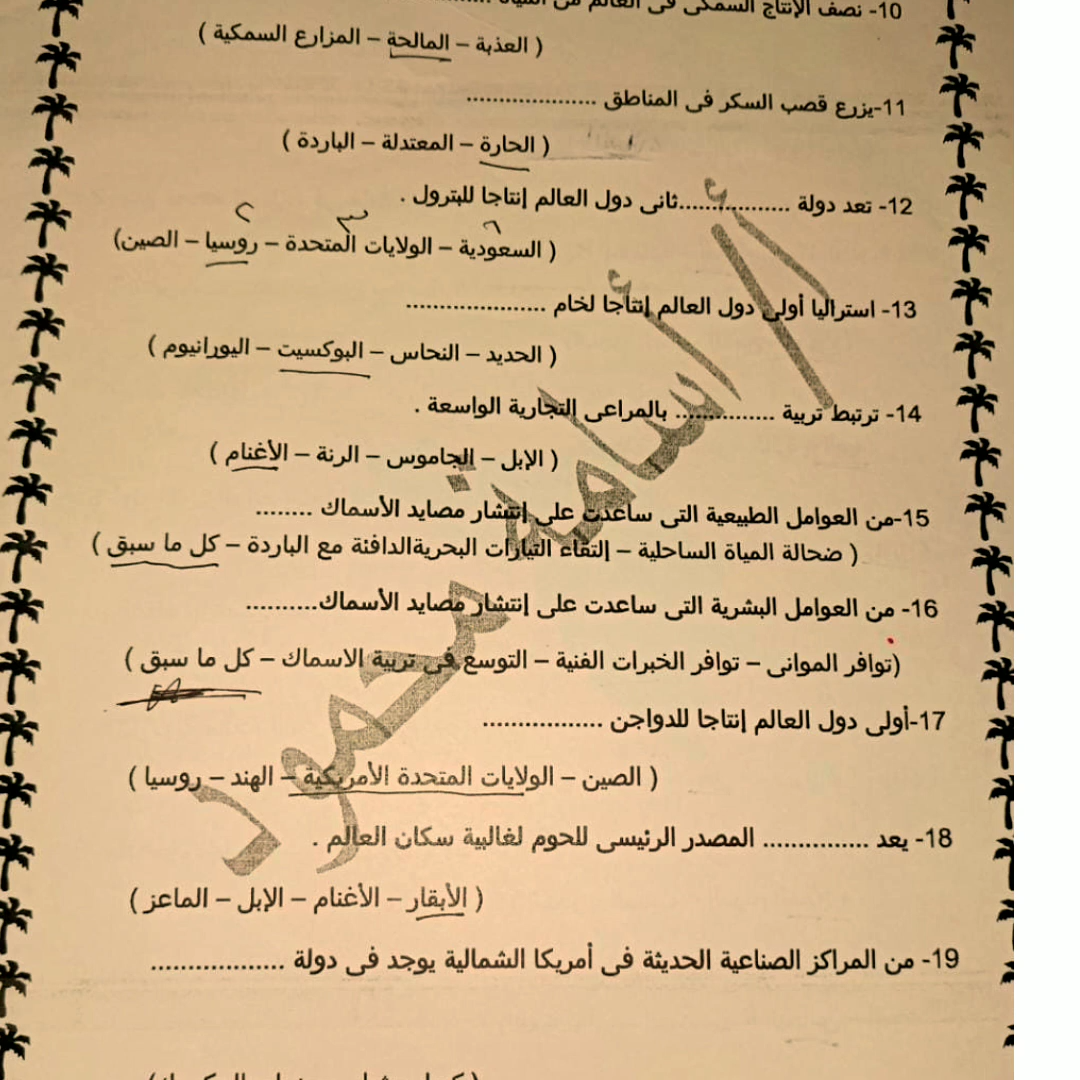 10- نصف الإنتاج السمكى فى العالم من المياة ..........
( العذبة – المالحة – المزارع السمكية )
11-يزرع قصب السكر فى المناطق ....................
( الحارة – المعتدلة – الباردة )
12- تعد دولة .................ثانى دول العالم إنتاجا للبترول .
( السعودية – الولايات المتحدة – روسيا – الصين)
13- استراليا أولى دول العالم إنتاجا لخام ......................
( الحديد – النحاس – البوكسيت – اليورانيوم )
14- ترتبط تربية ................ بالمراعى التجارية الواسعة .
( الإبل – الجاموس – الرنة – الأغنام )
15-من العوامل الطبيعية التى ساعدت على إنتشار مصايد الأسماك .........
( ضحالة المياة الساحلية – إلتقاء التيارات البحريةالدافئة مع الباردة – كل ما سبق )
16- من العوامل البشرية التى ساعدت على إنتشار مصايد الأسماك...........
(توافر الموانى – توافر الخبرات الفنية – التوسع فى تربية الاسماك – كل ما سبق )
17-أولى دول العالم إنتاجا للدواجن ...................
( الصين – الولايات المتحدة الأمريكية – الهند – روسيا )
18- يعد ................ المصدر الرئيسى للحوم لغالبية سكان العالم .
( الأبقار – الأغنام – الإبل – الماعز )
19- من المراكز الصناعية الحديثة فى أمريكا الشمالية يوجد فى دولة ...................
أ/ أسامة محمود